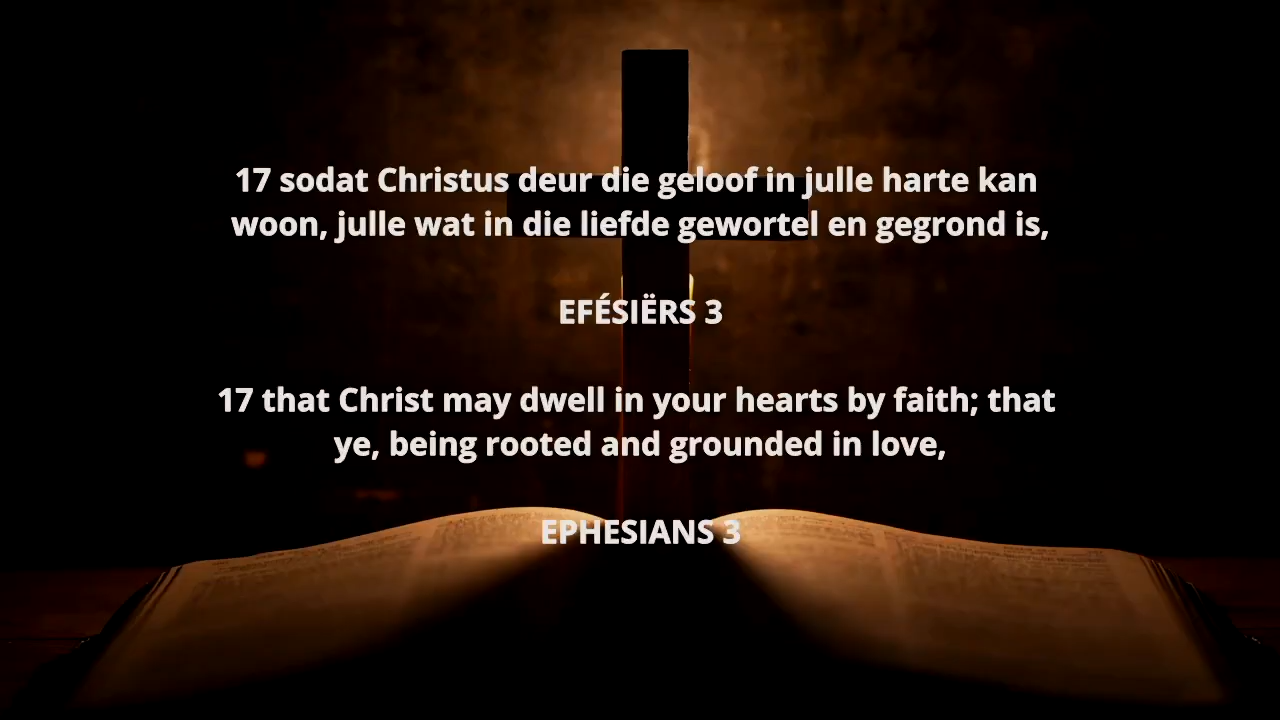 17 sodat Christus deur die geloof in julle harte kan
woon, julle wat in die liefde gewortel en gegrond is,
EFÉSIËRS 3
17 that Christ may dwell in your hearts by faith; that
ye, being rooted and grounded in love,
EPHESIANS 3